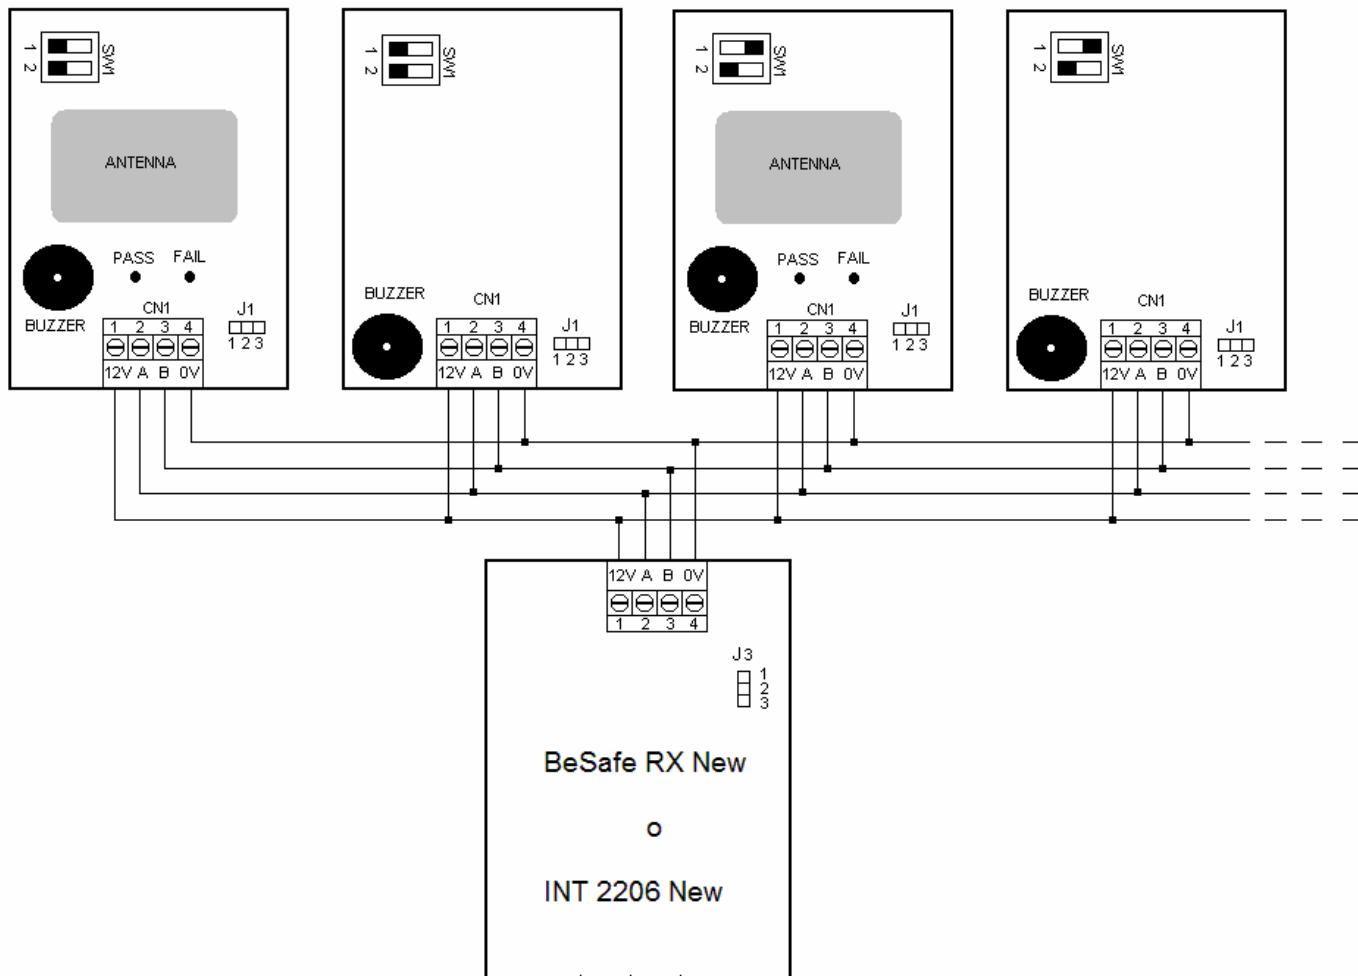 1
2
SW1
ANTENNA
PASS FAIL
BUZZER
CN1
1 2 3 4
12V A B 0V
J1
1 2 3
1
2
SW1
BUZZER
CN1
1 2 3 4
12V A B 0V
J1
1 2 3
1
2
SW1
ANTENNA
PASS FAIL
BUZZER
CN1
1 2 3 4
12V A B 0V
J1
1 2 3
1
2
SW1
BUZZER
CN1
1 2 3 4
12V A B 0V
J1
1 2 3
12V A B 0V
1 2 3 4
J3
1
2
3
BeSafe RX New
o
INT 2206 New